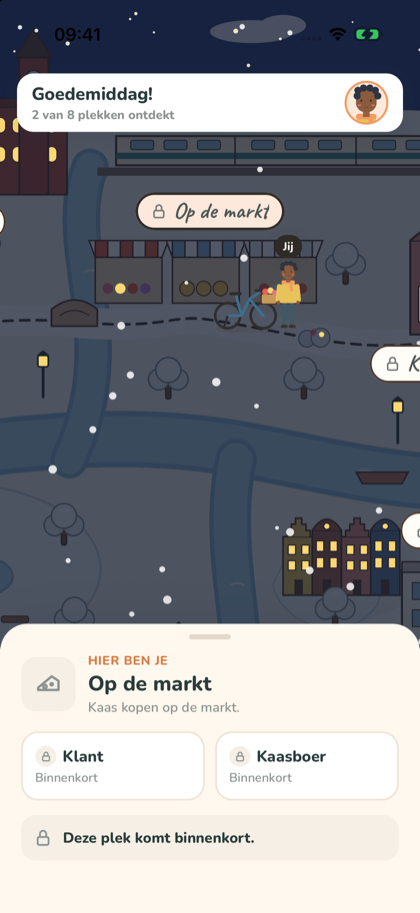 09:41
Goedemiddag!
2 van 8 plekken ontdekt
Op de markt
Jij
K
HIER BEN JE
Op de markt
Kaas kopen op de markt.
Klant
Binnenkort
Kaasboer
Binnenkort
Deze plek komt binnenkort.